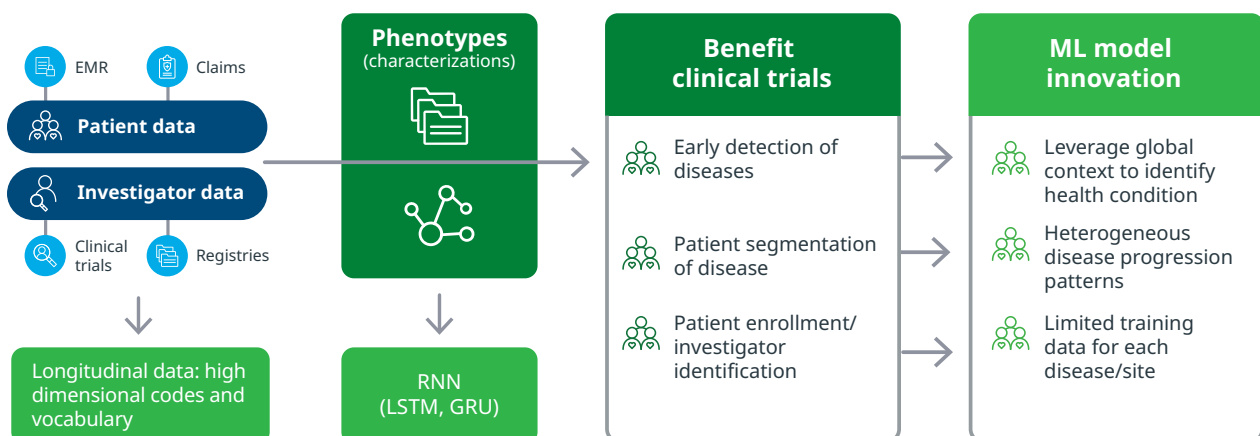 EMR
Claims
Patient data
Investigator data
Clinical
trials
Registries
Longitudinal data: high
dimensional codes and
vocabulary
Phenotypes
(characterizations)
RNN
(LSTM, GRU)
Benefit
clinical trials
Early detection of
diseases
Patient segmentation
of disease
Patient enrollment/
investigator
identification
ML model
innovation
Leverage global
context to identify
health condition
Heterogeneous
disease progression
patterns
Limited training
data for each
disease/site